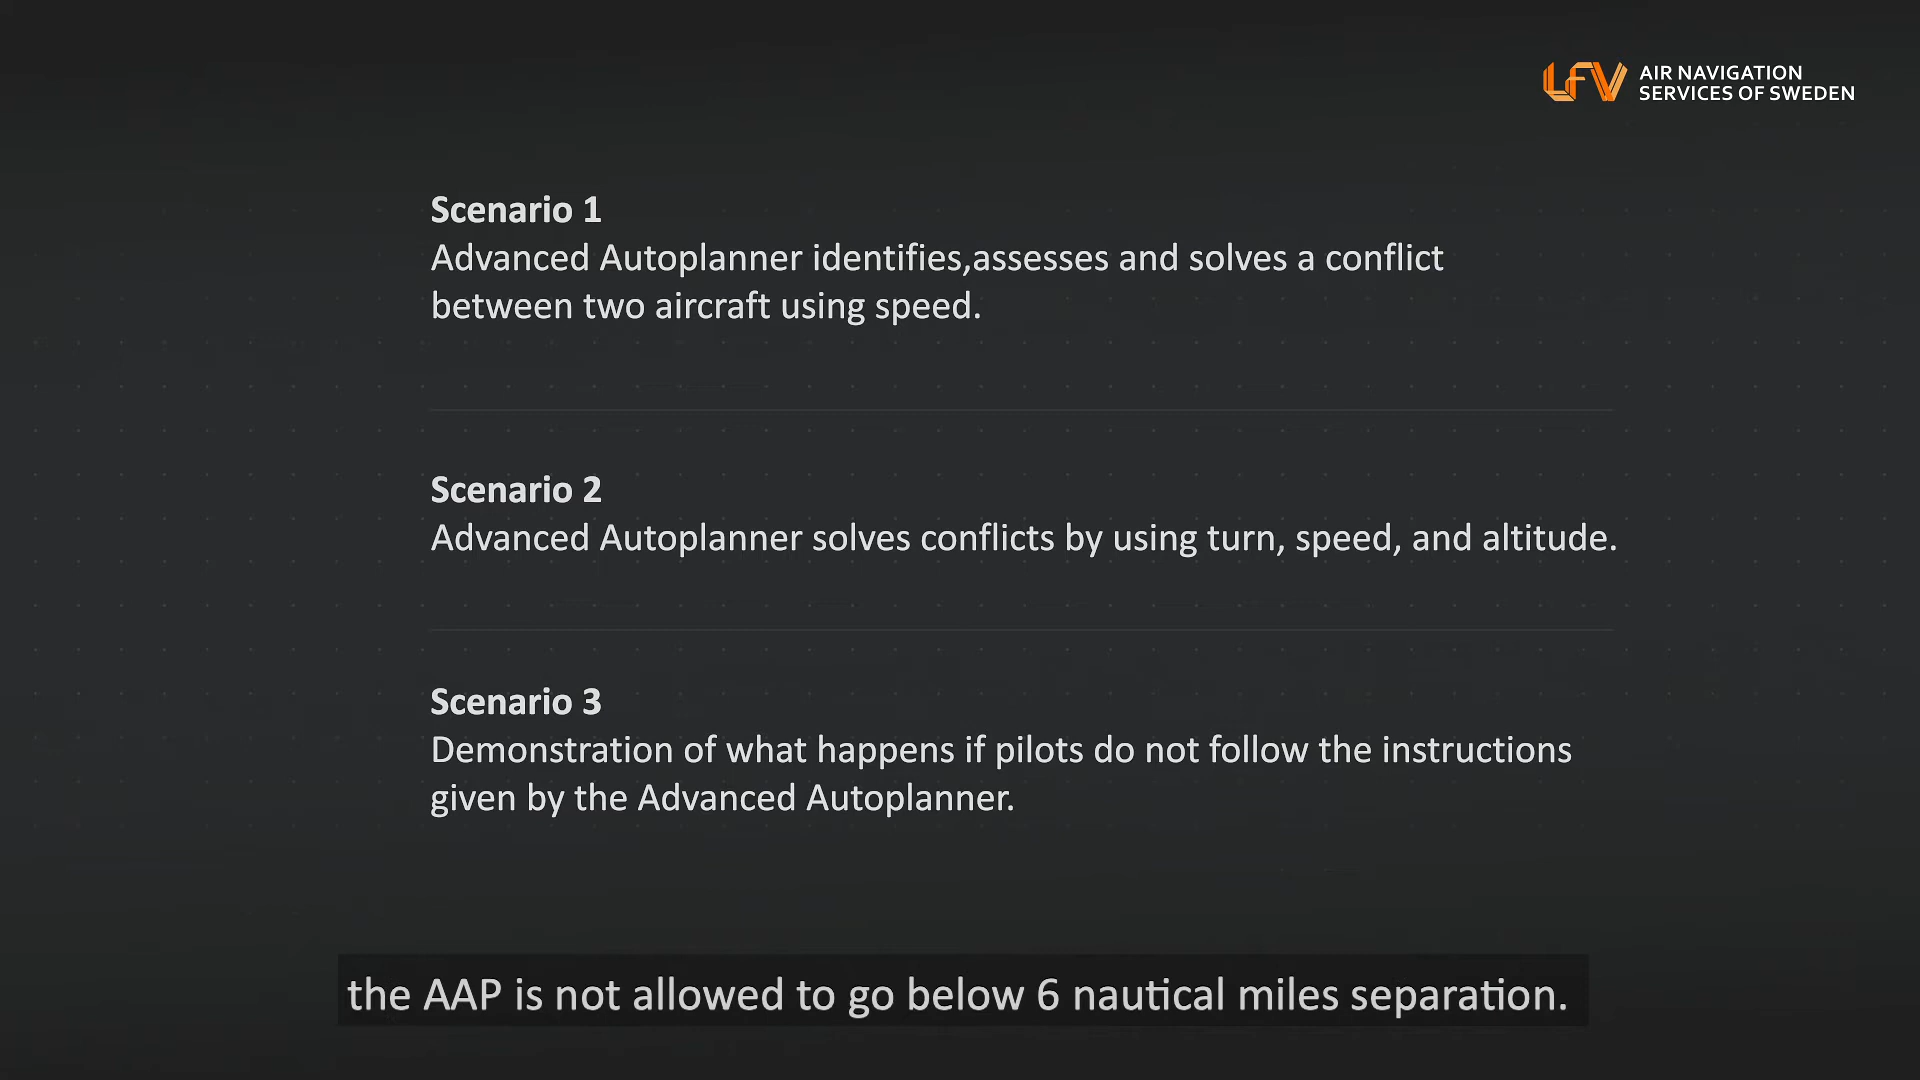 LFV AIR NAVIGATION
SERVICES OF SWEDEN
Scenario 1
Advanced Autoplanner identifies,assesses and solves a conflict
between two aircraft using speed.
Scenario 2
Advanced Autoplanner solves conflicts by using turn, speed, and altitude.
Scenario 3
Demonstration of what happens if pilots do not follow the instructions
given by the Advanced Autoplanner.
the AAP is not allowed to go below 6 nautical miles separation.